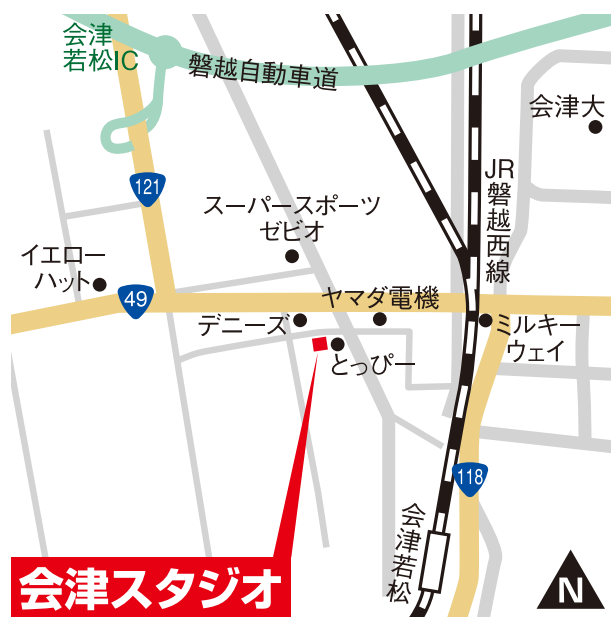 会津
若松IC
磐越自動車道
会津大
JR磐越西線
121
スーパースポーツ
ゼビオ
イエロー
ハット
49
ヤマダ電機
デニーズ
ミルキー
ウェイ
とっぴー
118
会津若松
会津スタジオ
N